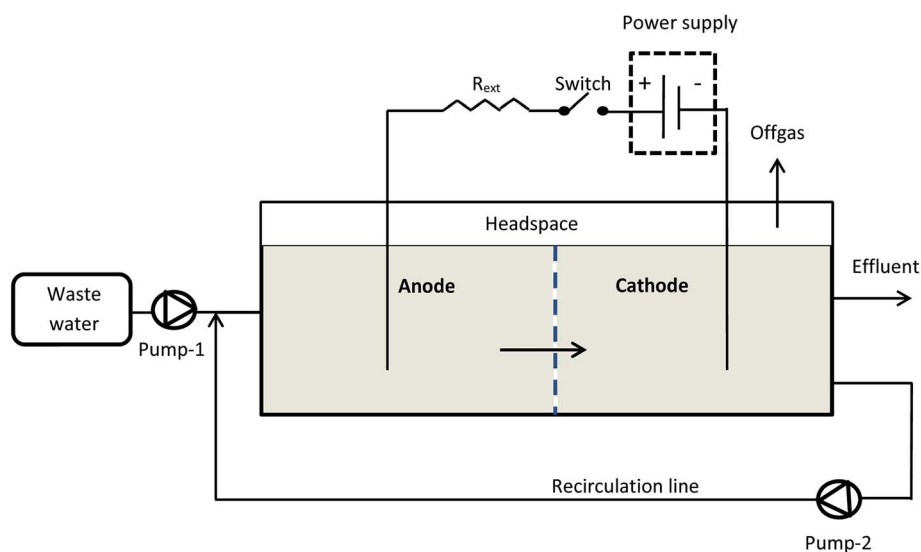 Power supply
R_ext
Switch
+ -
Offgas
Headspace
Effluent
Anode
Cathode
Waste
water
Pump-1
Recirculation line
Pump-2